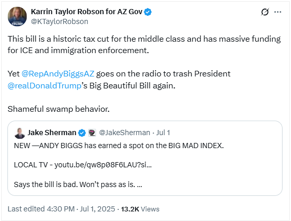 Karrin Taylor Robson for AZ Gov
@KTaylorRobson
This bill is a historic tax cut for the middle class and has massive funding
for ICE and immigration enforcement.
Yet @RepAndyBiggsAZ goes on the radio to trash President
@realDonaldTrump's Big Beautiful Bill again.
Shameful swamp behavior.
Jake Sherman @JakeSherman · Jul 1
NEW —ANDY BIGGS has earned a spot on the BIG MAD INDEX.
LOCAL TV - youtu.be/qw8p08F6LAU?si...
Says the bill is bad. Won't pass as is. ...
Last edited 4:30 PM · Jul 1, 2025 · 13.2K Views